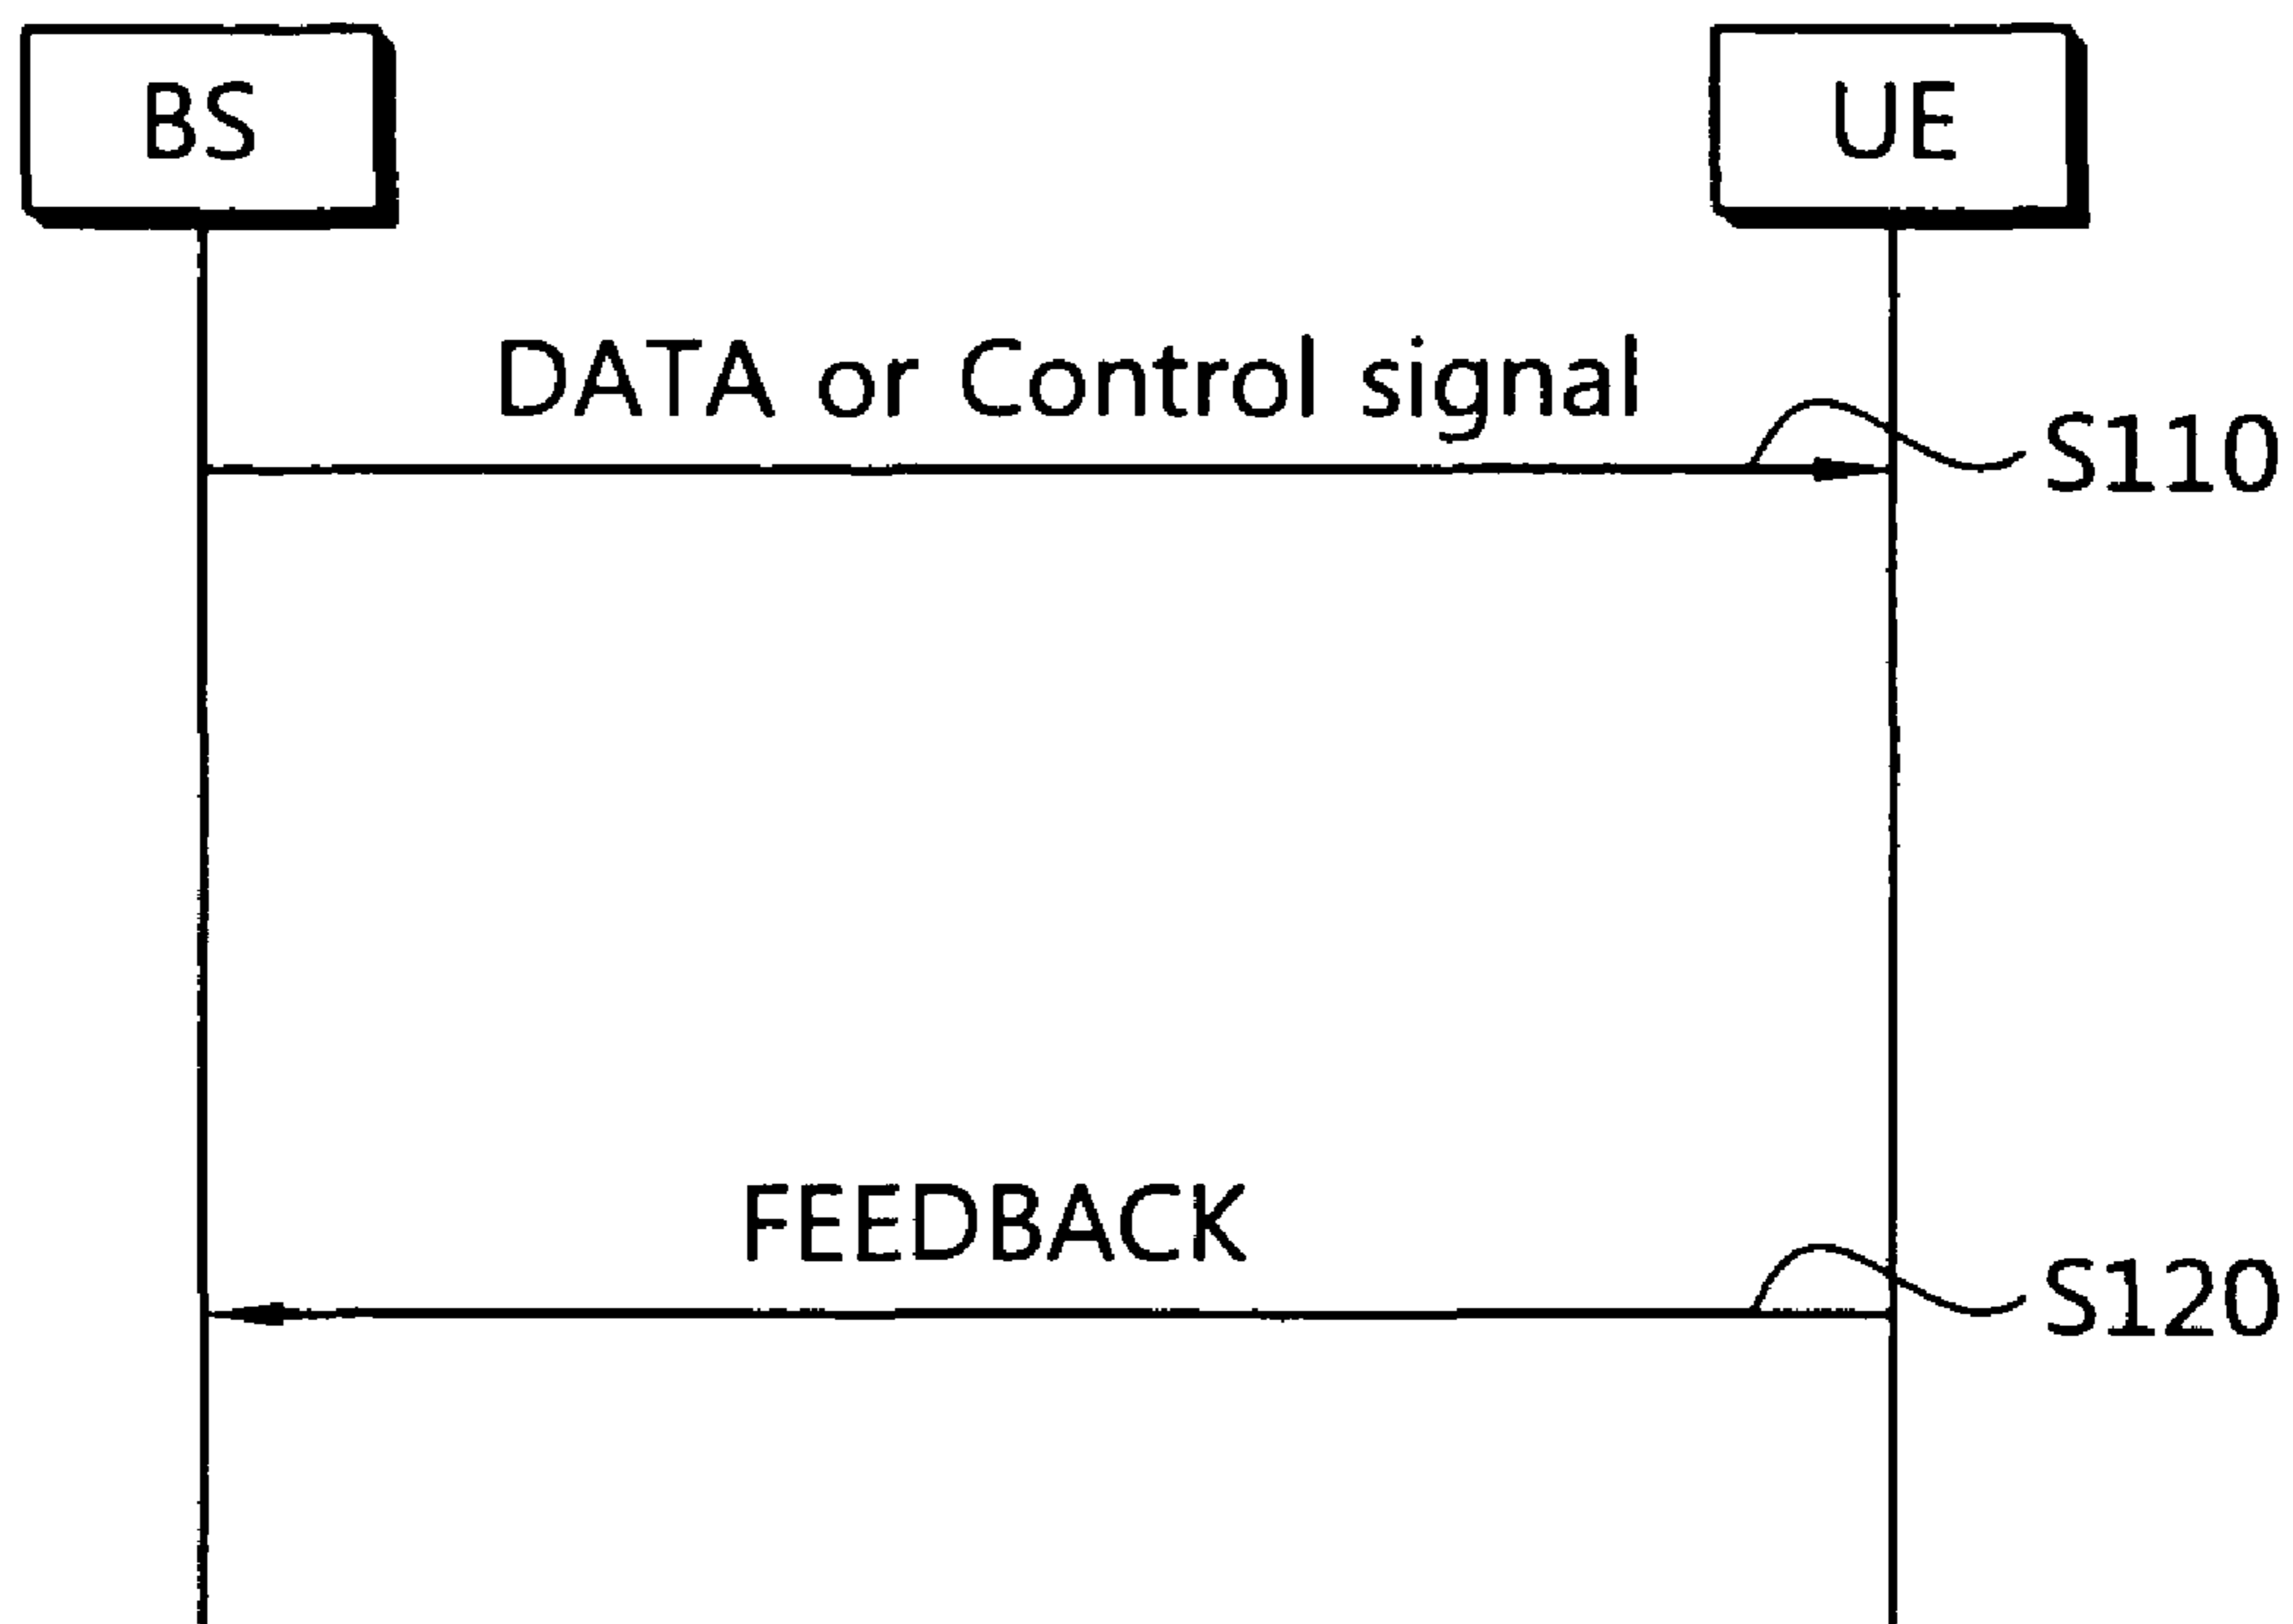 BS
UE
DATA or Control signal
S110
FEEDBACK
S120